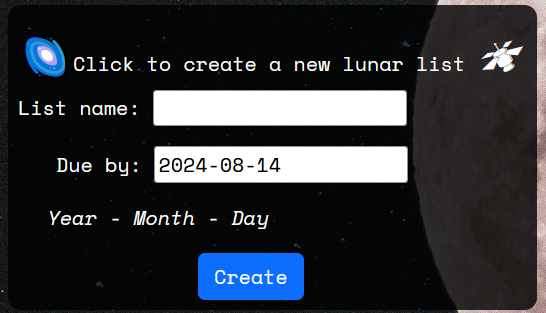 Click to create a new lunar list
List name:
Due by: 2024-08-14
Year - Month - Day
Create